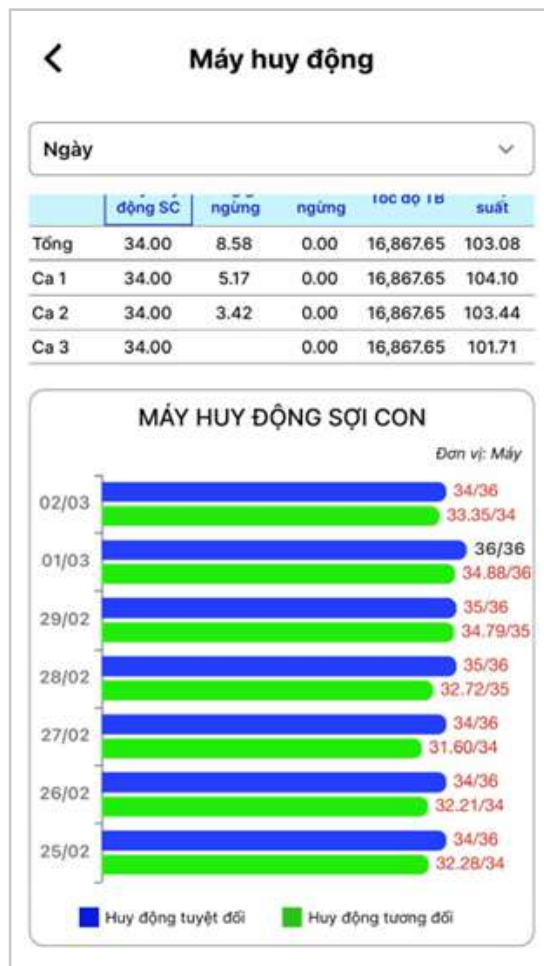 Máy huy động
Ngày
động SC ngừng ngừng Tốc độ TB suất
Tổng 34.00 8.58 0.00 16,867.65 103.08
Ca 1 34.00 5.17 0.00 16,867.65 104.10
Ca 2 34.00 3.42 0.00 16,867.65 103.44
Ca 3 34.00 0.00 16,867.65 101.71
MÁY HUY ĐỘNG SỢI CON
Đơn vị: Máy
02/03 34/36
33.35/34
01/03 36/36
34.88/36
29/02 35/36
34.79/35
28/02 35/36
32.72/35
27/02 34/36
31.60/34
26/02 34/36
32.21/34
25/02 34/36
32.28/34
Huy động tuyệt đối Huy động tương đối